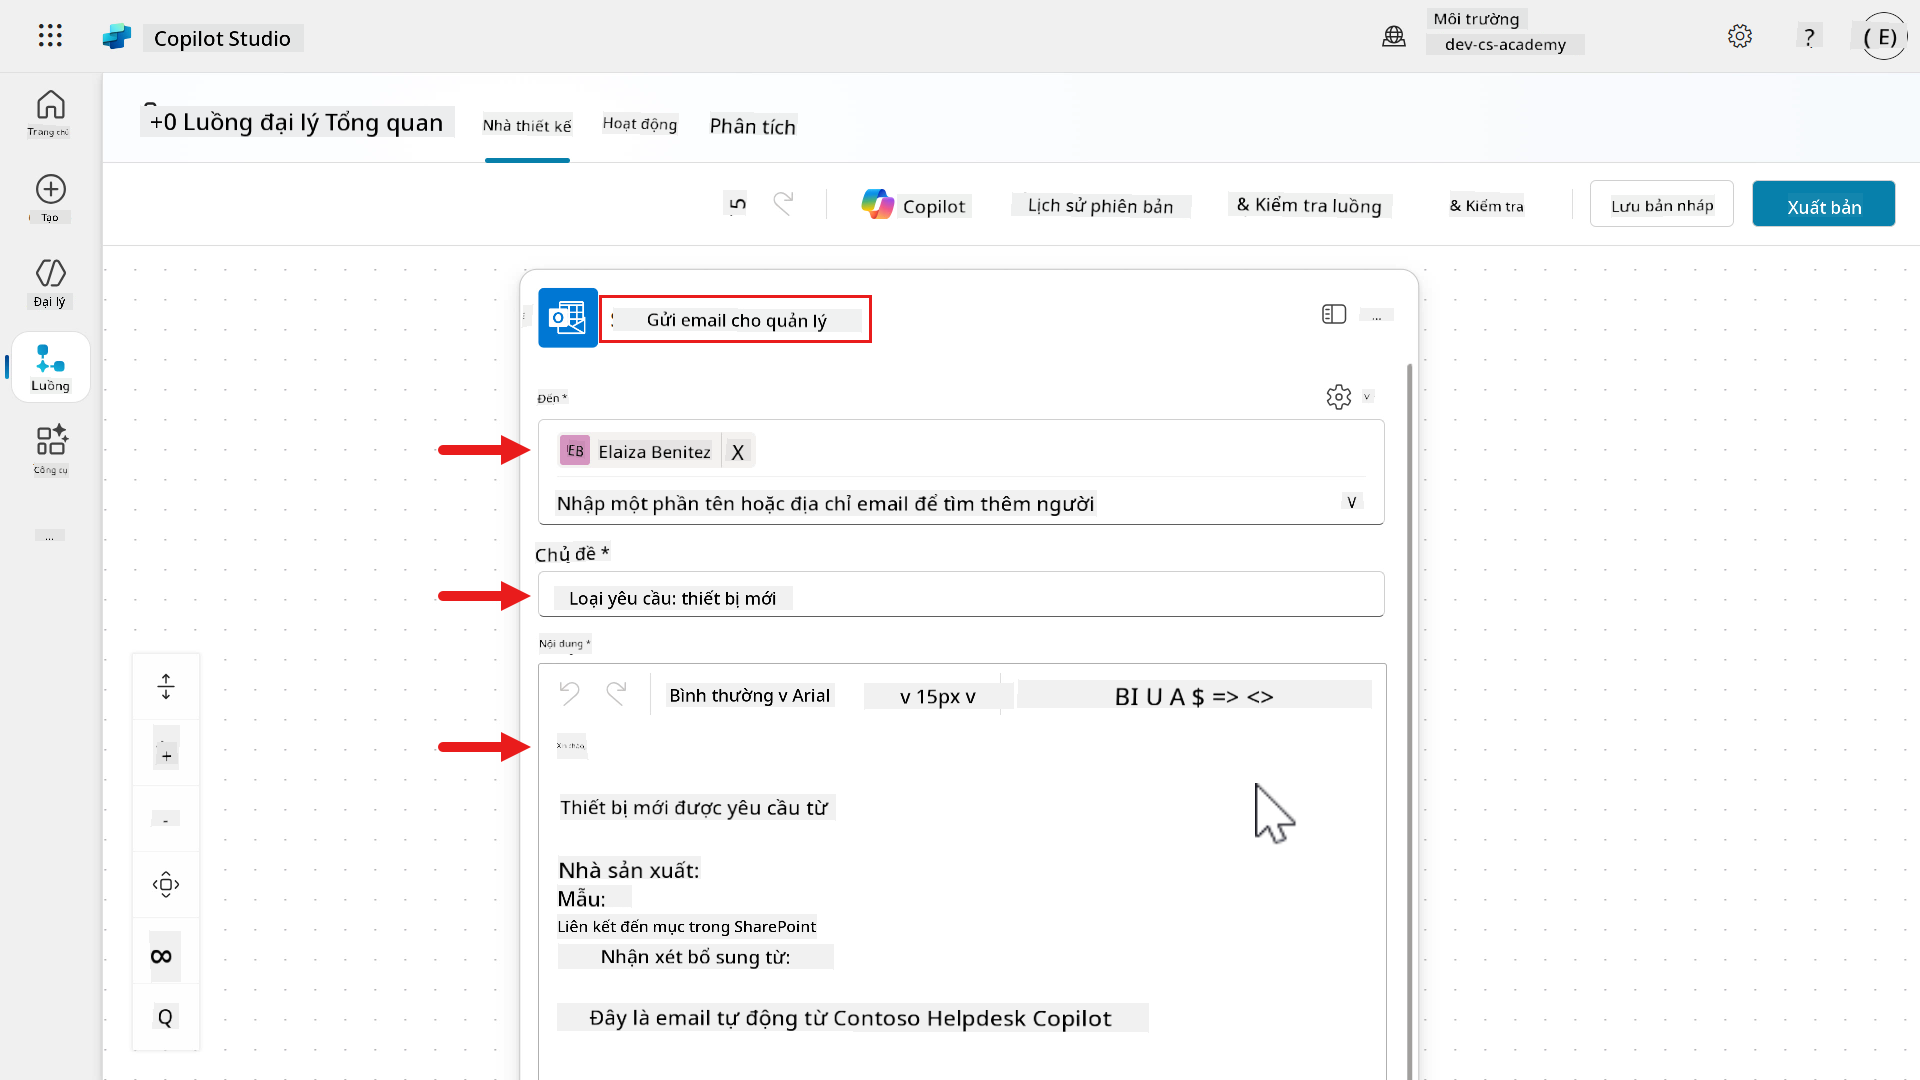 Copilot Studio
Môi trường
dev-cs-academy
?
( E)
Trang chủ
Tạo
Đại lý
Luồng
Công cụ
...
+0 Luồng đại lý Tổng quan
Nhà thiết kế
Hoạt động
Phân tích
5
Copilot
Lịch sử phiên bản
& Kiểm tra luồng
& Kiểm tra
Lưu bản nháp
Xuất bản
Gửi email cho quản lý
...
Đến *
v
EB Elaiza Benitez X
Nhập một phần tên hoặc địa chỉ email để tìm thêm người
V
Chủ đề *
Loại yêu cầu: thiết bị mới
Nội dung *
Bình thường v Arial
v 15px v
BI U A $ => <>
Xin chào,
Thiết bị mới được yêu cầu từ
Nhà sản xuất:
Mẫu:
Liên kết đến mục trong SharePoint
Nhận xét bổ sung từ:
Đây là email tự động từ Contoso Helpdesk Copilot
+
-
∞
Q